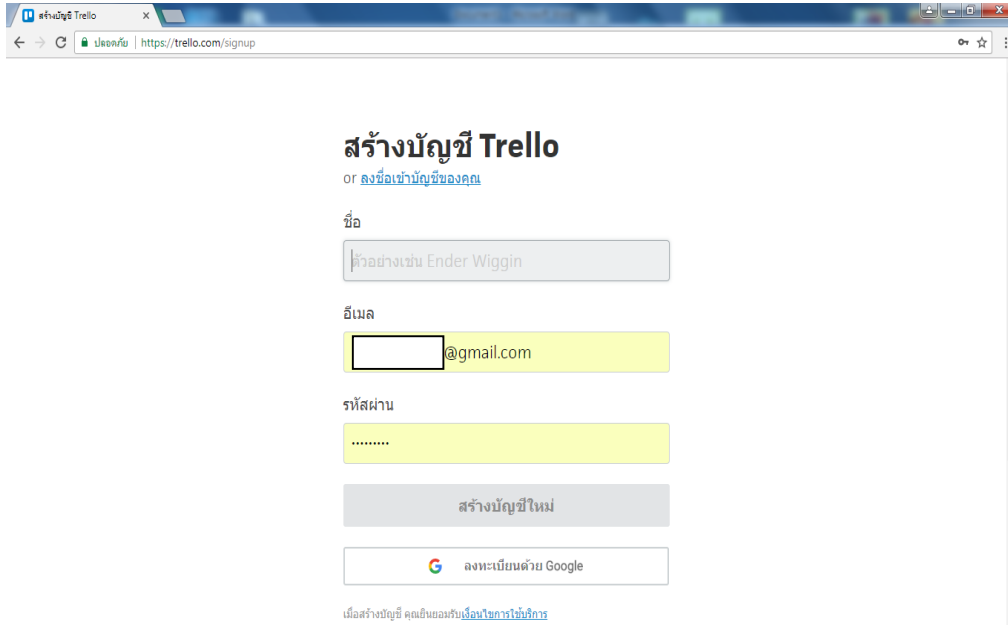 สร้างบัญชี Trello
ปลอดภัย | https://trello.com/signup
สร้างบัญชี Trello
or ลงชื่อเข้าบัญชีของคุณ
ชื่อ
ตัวอย่างเช่น Ender Wiggin
อีเมล
@gmail.com
รหัสผ่าน
•••••••••
สร้างบัญชีใหม่
ลงทะเบียนด้วย Google
เมื่อสร้างบัญชี คุณยินยอมรับเงื่อนไขการใช้บริการ